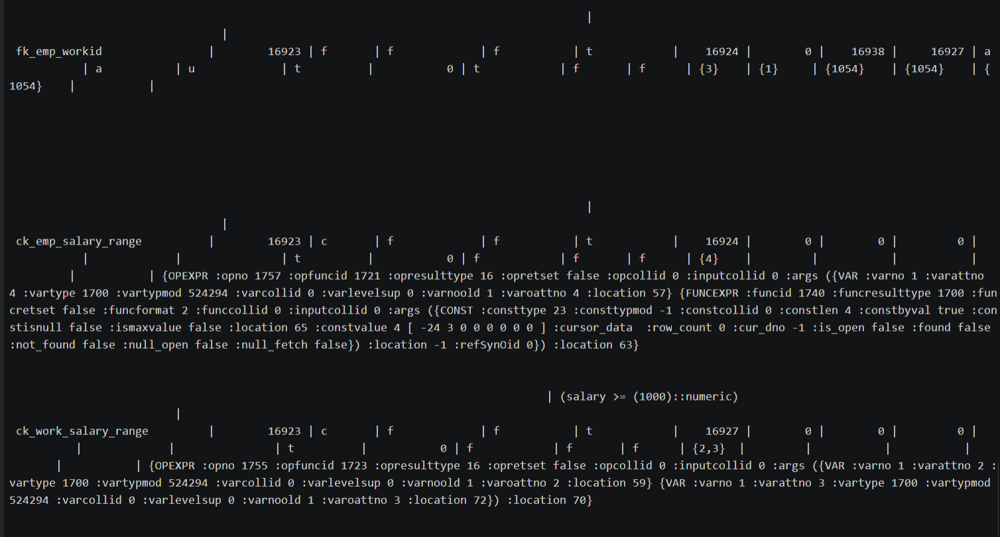 |
|
fk_emp_workid | 16923 | f | f | f | t | 16924 | 0 | 16938 | 16927 | a
| a | u | t | 0 | t | f | f | {3} | {1} | {1054} | {1054} | {
1054} | |
|
|
ck_emp_salary_range | 16923 | c | f | f | t | 16924 | 0 | 0 | 0 |
| | | t | 0 | f | f | f | {4} | | | |
| | {OPEXPR :opno 1757 :opfuncid 1721 :opresulttype 16 :opretset false :opcollid 0 :inputcollid 0 :args ({VAR :varno 1 :varattno
4 :vartype 1700 :vartypmod 524294 :varcollid 0 :varlevelsup 0 :varnoold 1 :varoattno 4 :location 57} {FUNCEXPR :funcid 1740 :funcresulttype 1700 :fun
cretset false :funcformat 2 :funccollid 0 :inputcollid 0 :args ({CONST :consttype 23 :consttypmod -1 :constcollid 0 :constlen 4 :constbyval true :con
stisnull false :ismaxvalue false :location 65 :constvalue 4 [ -24 3 0 0 0 0 0 0 ] :cursor_data :row_count 0 :cur_dno -1 :is_open false :found false
:not_found false :null_open false :null_fetch false}) :location -1 :refSynOid 0}) :location 63}
| (salary >= (1000)::numeric)
|
ck_work_salary_range | 16923 | c | f | f | t | 16927 | 0 | 0 | 0 |
| | | t | 0 | f | f | f | {2,3} | | | |
| | {OPEXPR :opno 1755 :opfuncid 1723 :opresulttype 16 :opretset false :opcollid 0 :inputcollid 0 :args ({VAR :varno 1 :varattno 2 :
vartype 1700 :vartypmod 524294 :varcollid 0 :varlevelsup 0 :varnoold 1 :varoattno 2 :location 59} {VAR :varno 1 :varattno 3 :vartype 1700 :vartypmod
524294 :varcollid 0 :varlevelsup 0 :varnoold 1 :varoattno 3 :location 72}) :location 70}